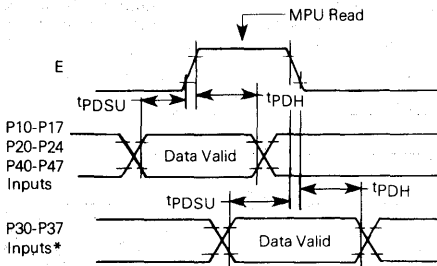 MPU Read
E
tPDSU
tPDH
P10-P17
P20-P24
P40-P47
Inputs
Data Valid
tPDSU
tPDH
P30-P37
Inputs*
Data Valid